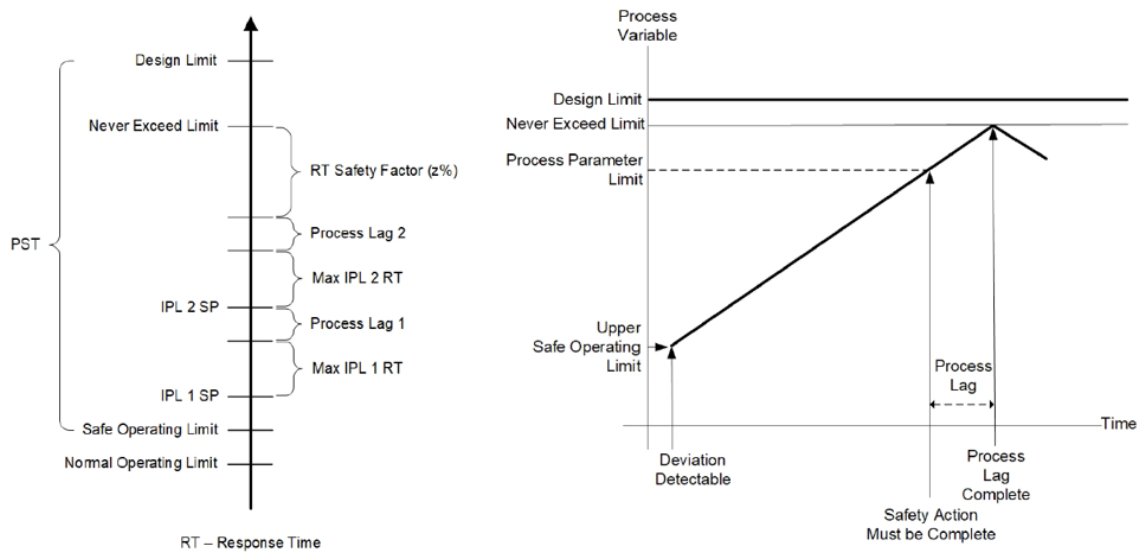 Design Limit
Never Exceed Limit
RT Safety Factor (z%)
Process Lag 2
PST
Max IPL 2 RT
IPL 2 SP
Process Lag 1
Max IPL 1 RT
IPL 1 SP
Safe Operating Limit
Normal Operating Limit
RT – Response Time
Process
Variable
Design Limit
Never Exceed Limit
Process Parameter
Limit
Upper
Safe Operating
Limit
Process
Lag
Time
Deviation
Detectable
Process
Lag
Complete
Safety Action
Must be Complete